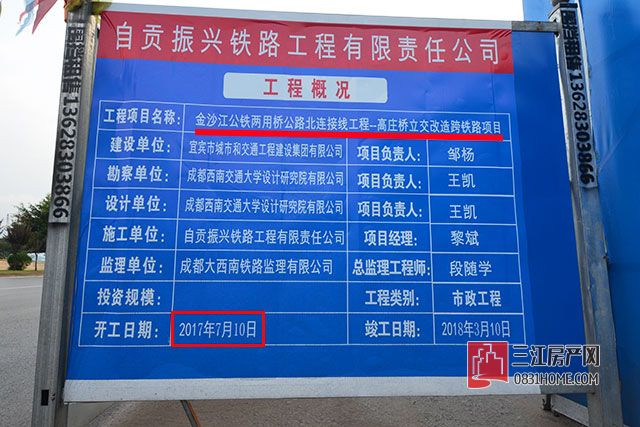 自贡振兴铁路工程有限责任公司
工程概况
工程项目名称： 金沙江公铁两用桥公路北连接线工程--高庄桥立交改造跨铁路项目
建设单位： 宜宾市城市和交通工程建设集团有限公司 项目负责人： 邹杨
勘察单位： 成都西南交通大学设计研究院有限公司 项目负责人： 王凯
设计单位： 成都西南交通大学设计研究院有限公司 项目负责人： 王凯
施工单位： 自贡振兴铁路工程有限责任公司 项目经理： 黎斌
监理单位： 成都大西南铁路监理有限公司 总监理工程师： 段随学
投资规模： 工程类别： 市政工程
开工日期： 2017年7月10日 竣工日期： 2018年3月10日
13628303866
13628303866
三江房产网
0831HOME.COM